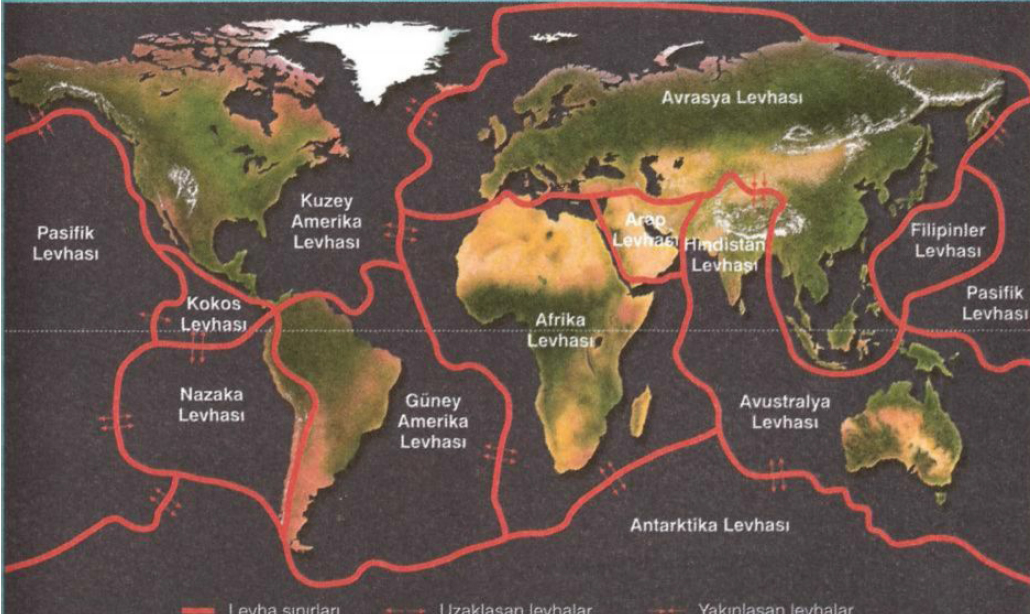 Avrasya Levhası
Kuzey
Amerika
Levhası
Pasifik
Levhası
Arap
Levhası
Hindistan
Levhası
Filipinler
Levhası
Pasifik
Levhası
Kokos
Levhası
Afrika
Levhası
Nazaka
Levhası
Güney
Amerika
Levhası
Avustralya
Levhası
Antarktika Levhası
Levha sınırları
Uzaklaşan levhalar
Yakınlaşan levhalar